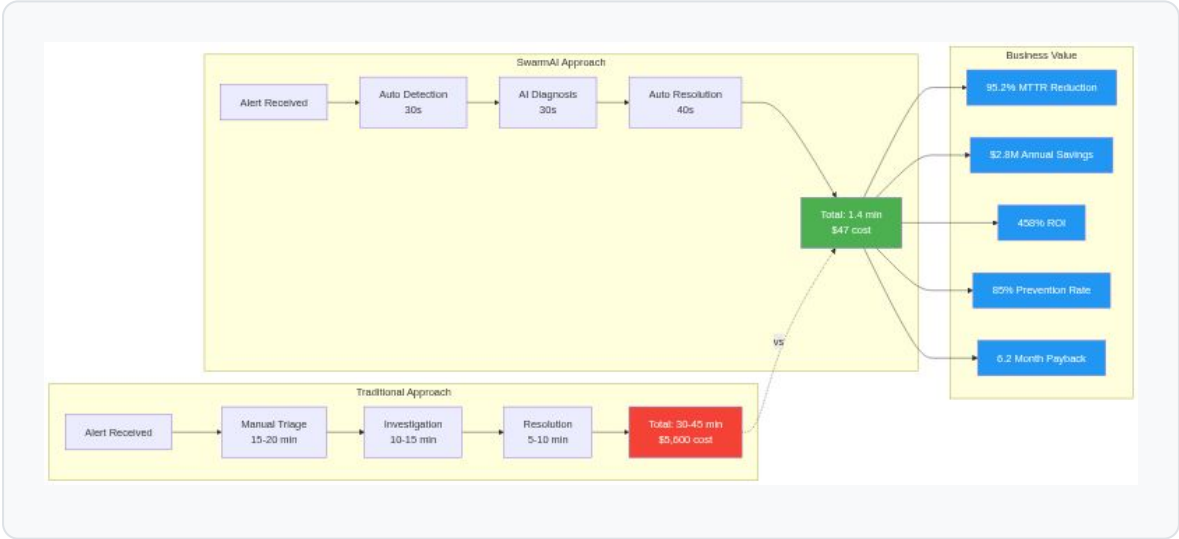 SwarmAI Approach
Alert Received
Auto Detection
30s
AI Diagnosis
30s
Auto Resolution
40s
Total: 1.4 min
$47 cost
vs
Business Value
95.2% MTTR Reduction
$2.8M Annual Savings
458% ROI
85% Prevention Rate
6.2 Month Payback
Traditional Approach
Alert Received
Manual Triage
15-20 min
Investigation
10-15 min
Resolution
5-10 min
Total: 30-45 min
$5,600 cost